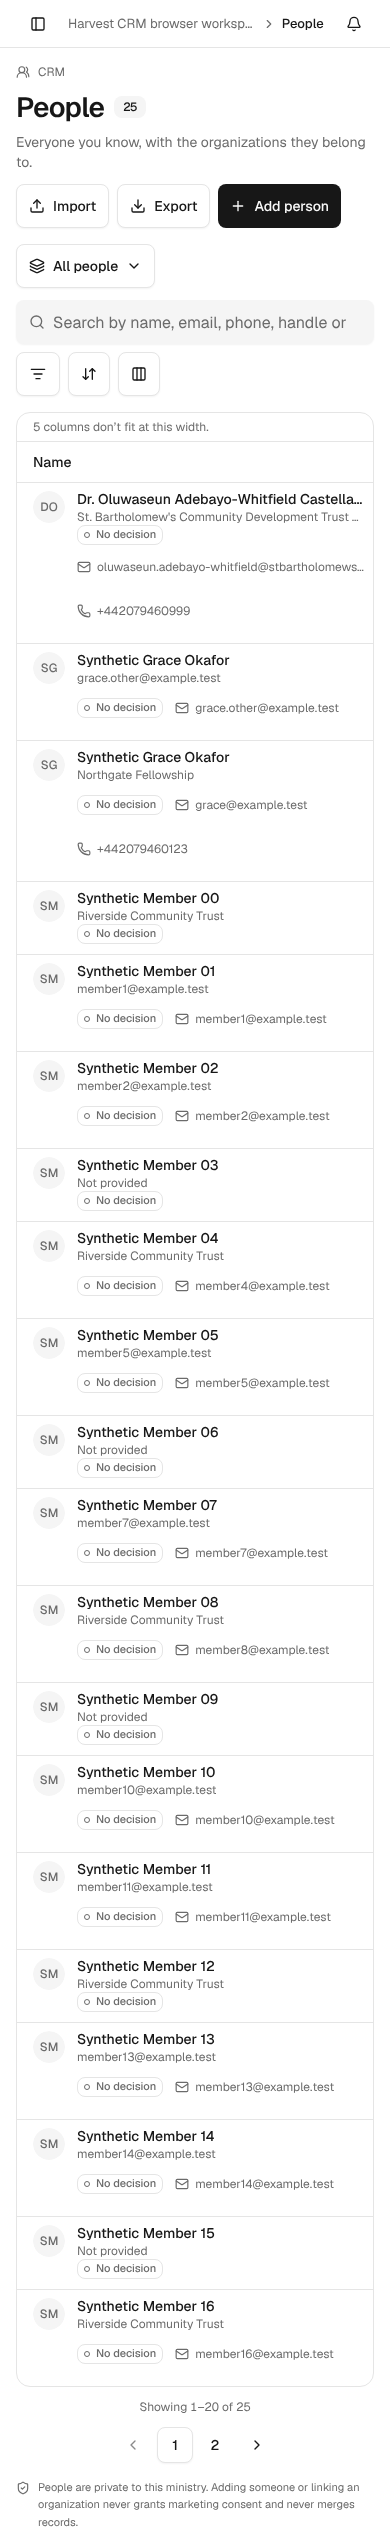 Harvest CRM browser worksp... > People
CRM
People 25
Everyone you know, with the organizations they belong
to.
Import Export Add person
All people
Search by name, email, phone, handle or
5 columns don't fit at this width.
Name
DO Dr. Oluwaseun Adebayo-Whitfield Castella...
St. Bartholomew's Community Development Trust ...
No decision
oluwaseun.adebayo-whitfield@stbartholomews...
+442079460999
SG Synthetic Grace Okafor
grace.other@example.test
No decision grace.other@example.test
SG Synthetic Grace Okafor
Northgate Fellowship
No decision grace@example.test
+442079460123
SM Synthetic Member 00
Riverside Community Trust
No decision
SM Synthetic Member 01
member1@example.test
No decision member1@example.test
SM Synthetic Member 02
member2@example.test
No decision member2@example.test
SM Synthetic Member 03
Not provided
No decision
SM Synthetic Member 04
Riverside Community Trust
No decision member4@example.test
SM Synthetic Member 05
member5@example.test
No decision member5@example.test
SM Synthetic Member 06
Not provided
No decision
SM Synthetic Member 07
member7@example.test
No decision member7@example.test
SM Synthetic Member 08
Riverside Community Trust
No decision member8@example.test
SM Synthetic Member 09
Not provided
No decision
SM Synthetic Member 10
member10@example.test
No decision member10@example.test
SM Synthetic Member 11
member11@example.test
No decision member11@example.test
SM Synthetic Member 12
Riverside Community Trust
No decision
SM Synthetic Member 13
member13@example.test
No decision member13@example.test
SM Synthetic Member 14
member14@example.test
No decision member14@example.test
SM Synthetic Member 15
Not provided
No decision
SM Synthetic Member 16
Riverside Community Trust
No decision member16@example.test
Showing 1–20 of 25
1 2
People are private to this ministry. Adding someone or linking an
organization never grants marketing consent and never merges
records.